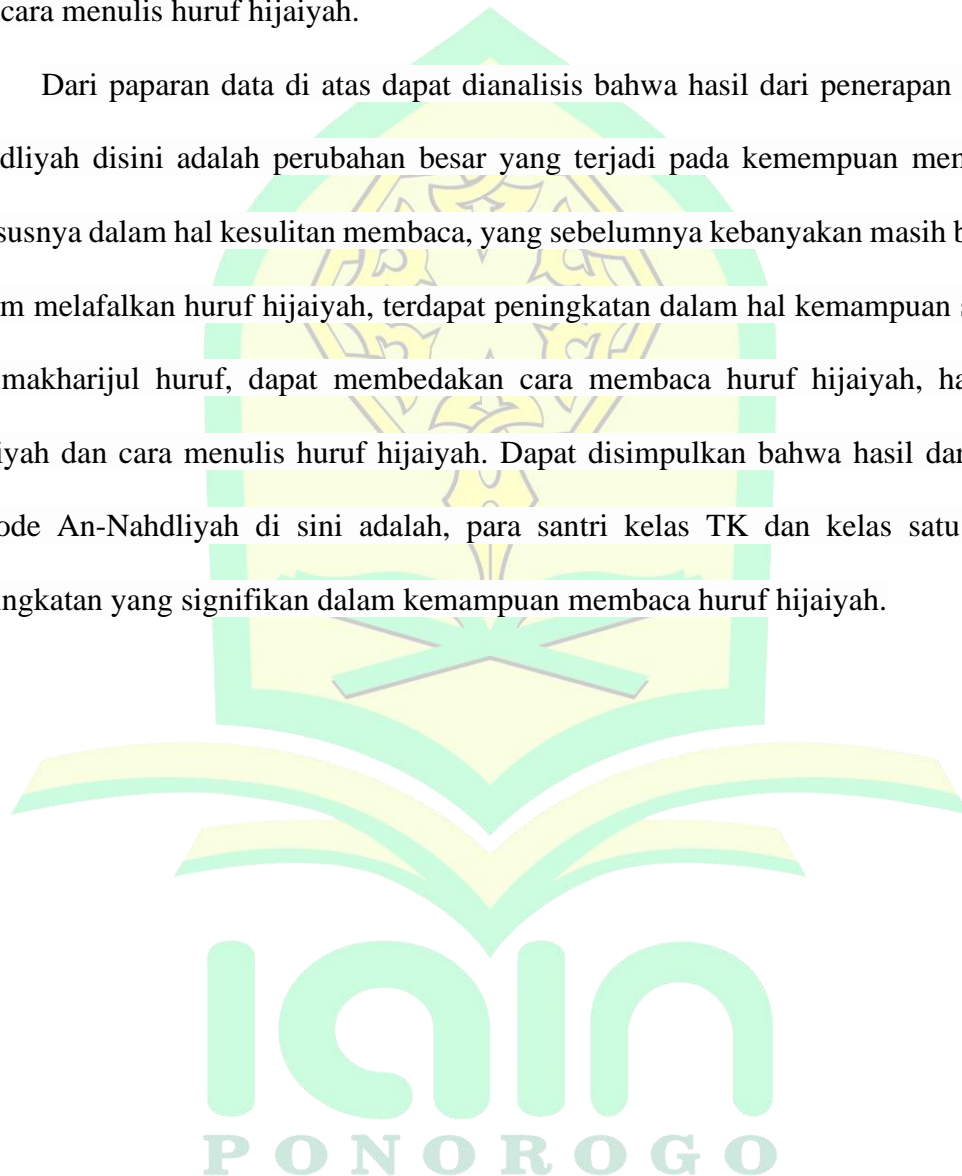 cara menulis huruf hijaiyah.
Dari paparan data di atas dapat dianalisis bahwa hasil dari penerapan
dliyah disini adalah perubahan besar yang terjadi pada kemempuan mem
susnya dalam hal kesulitan membaca, yang sebelumnya kebanyakan masih b
m melafalkan huruf hijaiyah, terdapat peningkatan dalam hal kemampuan s
makharijul huruf, dapat membedakan cara membaca huruf hijaiyah, ha
iyah dan cara menulis huruf hijaiyah. Dapat disimpulkan bahwa hasil dar
ode An-Nahdliyah di sini adalah, para santri kelas TK dan kelas satu
ingkatan yang signifikan dalam kemampuan membaca huruf hijaiyah.
iain
PONOROGO